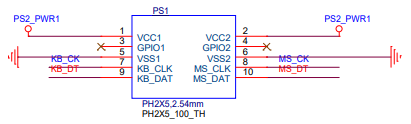 PS1
PS2_PWR1 PS2_PWR1
1 VCC1 VCC2 2
3 GPIO1 GPIO2 4
5 VSS1 VSS2 6
KB_CK 7 KB_CLK MS_CLK 8 MS_CK
KB_DT 9 KB_DAT MS_DAT 10 MS_DT
PH2X5,2.54mm
PH2X5_100_TH